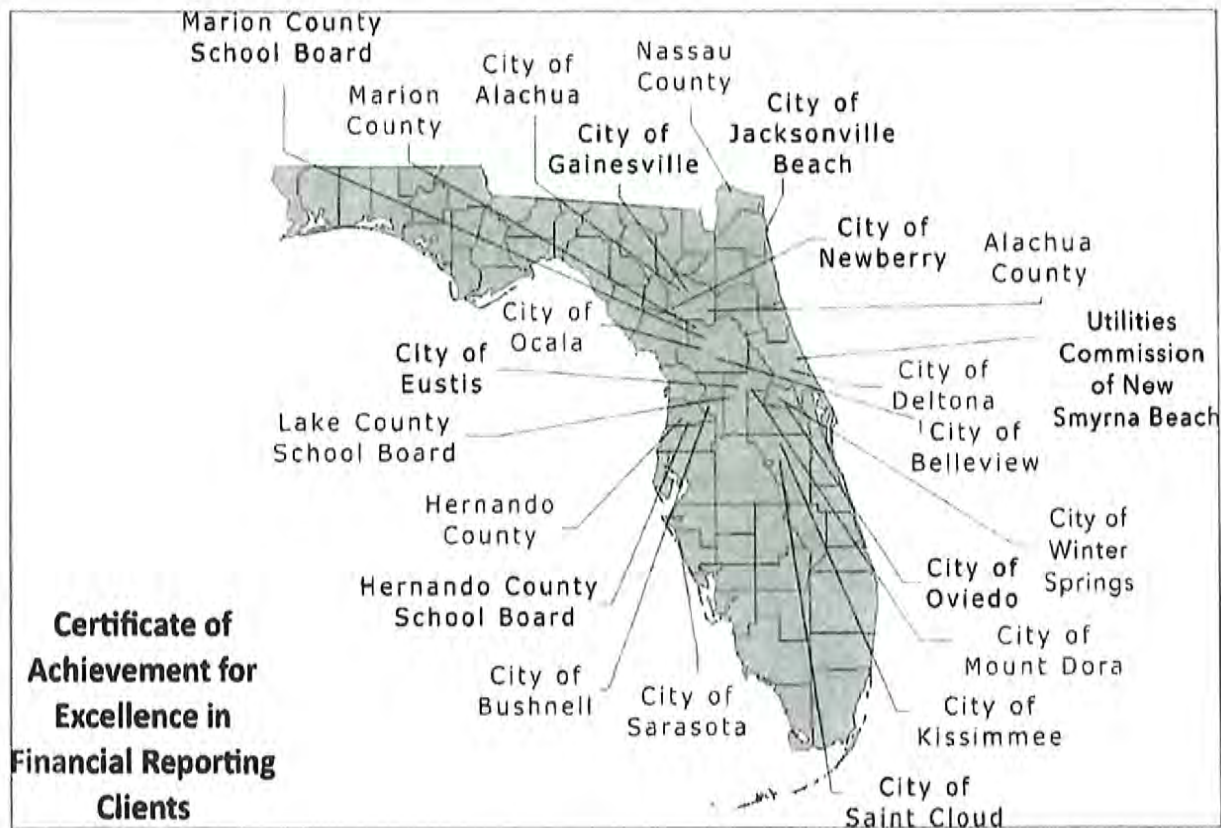 Marion County
School Board
Marion
County
City of
Alachua
Nassau
County
City of
Gainesville
City of
Jacksonville
Beach
City of
Newberry
Alachua
County
City of
Ocala
City of
Eustis
Utilities
Commission
of New
Smyrna Beach
City of
Deltona
City of
Belleview
Lake County
School Board
Hernando
County
City of
Winter
Springs
Hernando County
School Board
City of
Oviedo
City of
Mount Dora
City of
Bushnell
City of
Sarasota
City of
Kissimmee
City of
Saint Cloud
Certificate of
Achievement for
Excellence in
Financial Reporting
Clients